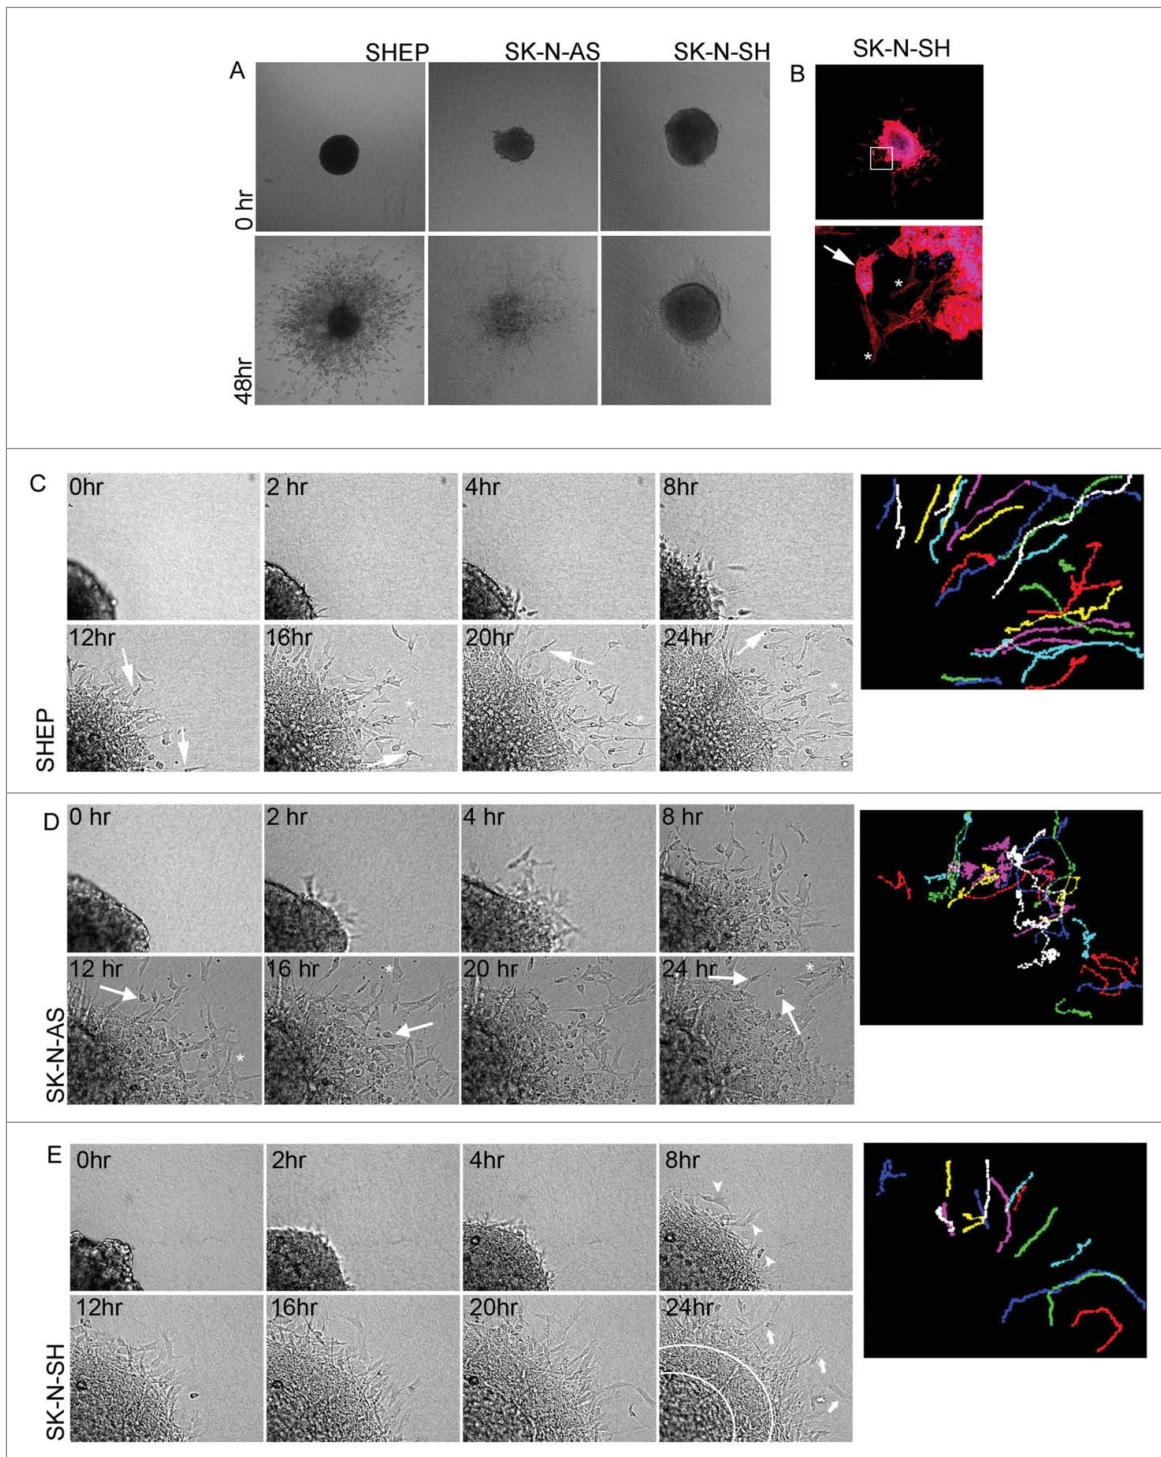 SHEP SK-N-AS SK-N-SH
A
0 hr
48hr
SK-N-SH
B
*
*
C
0hr 2 hr 4hr 8hr
12hr 16hr 20hr 24hr
* * *
SHEP
D
0 hr 2 hr 4 hr 8 hr
12 hr 16 hr 20 hr 24 hr
* * *
SK-N-AS
E
0hr 2hr 4hr 8hr
12hr 16hr 20hr 24hr
SK-N-SH